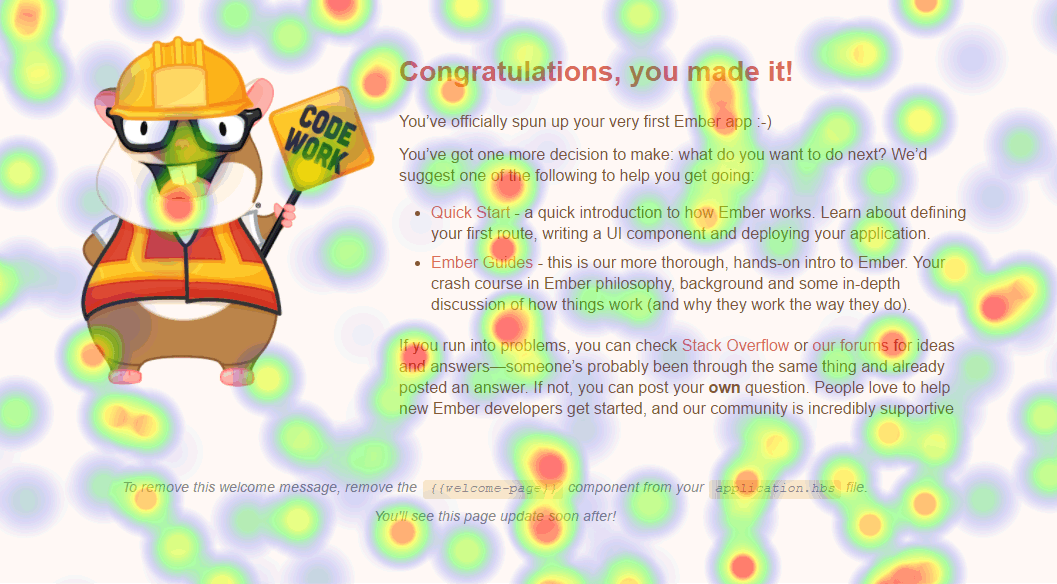 CODE
WORK
Congratulations, you made it!
You've officially spun up your very first Ember app :-)
You've got one more decision to make: what do you want to do next? We'd
suggest one of the following to help you get going:
• Quick Start - a quick introduction to how Ember works. Learn about defining
your first route, writing a UI component and deploying your application.
• Ember Guides - this is our more thorough, hands-on intro to Ember. Your
crash course in Ember philosophy, background and some in-depth
discussion of how things work (and why they work the way they do).
If you run into problems, you can check Stack Overflow or our forums for ideas
and answers—someone's probably been through the same thing and already
posted an answer. If not, you can post your own question. People love to help
new Ember developers get started, and our community is incredibly supportive
To remove this welcome message, remove the {{welcome-page}} component from your application.hbs file.
You'll see this page update soon after!